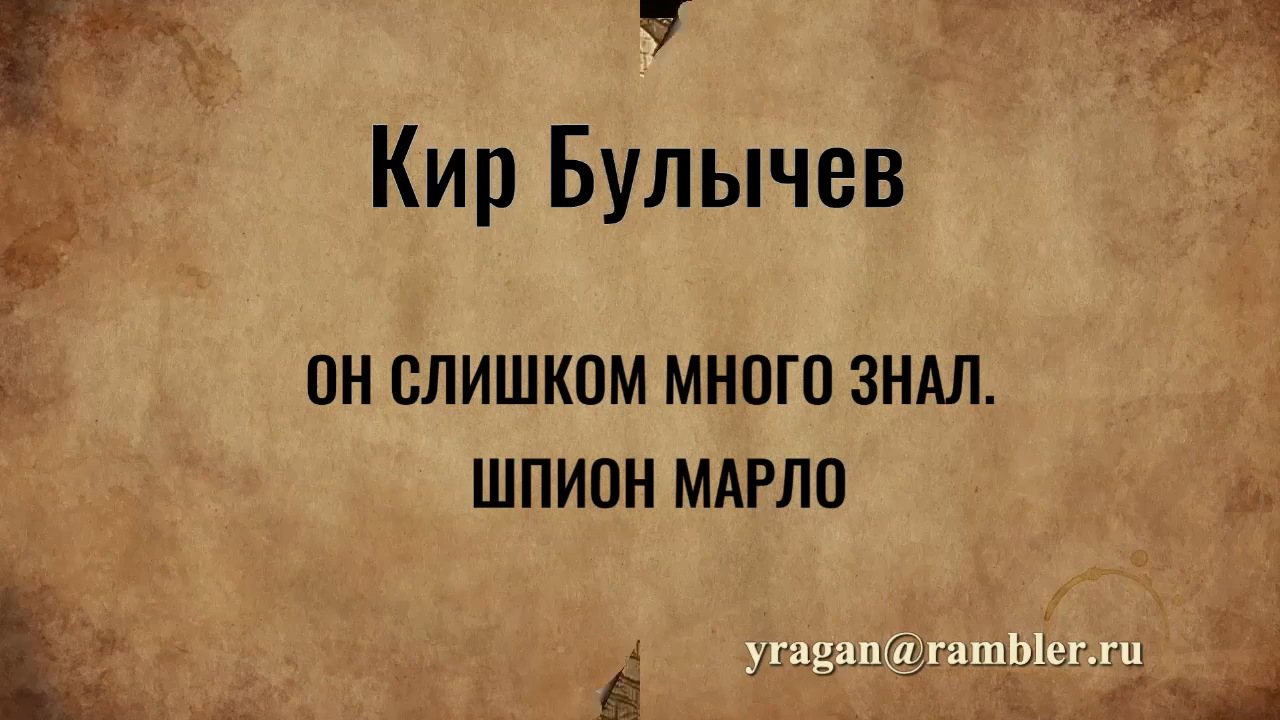 Кир Булычев
ОН СЛИШКОМ МНОГО ЗНАЛ.
ШПИОН МАРЛО
yragan@rambler.ru